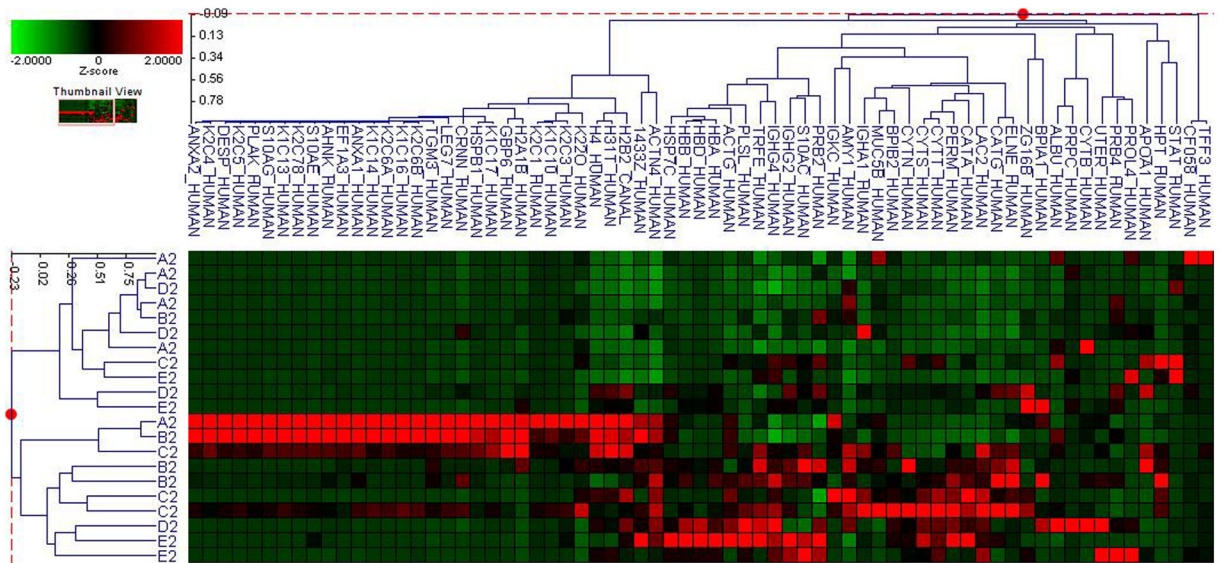 -2.0000 0 2.0000
Z-score
Thumbnail View
-0.09
0.13
0.34
0.56
0.78
ANXA2_HUMAN
K2C4_HUMAN
DESP_HUMAN
K2C5_HUMAN
PLAK_HUMAN
S10AG_HUMAN
K1C13_HUMAN
K2C78_HUMAN
S10AE_HUMAN
AHNK_HUMAN
EF1A3_HUMAN
ANXA1_HUMAN
K1C14_HUMAN
K2C6A_HUMAN
K1C16_HUMAN
K2C6B_HUMAN
TGM3_HUMAN
LEG7_HUMAN
CRNN_HUMAN
HSPB1_HUMAN
K1C17_HUMAN
GBP6_HUMAN
H2A1B_HUMAN
K2C1_HUMAN
K1C10_HUMAN
K2C3_HUMAN
K22O_HUMAN
H4_HUMAN
H31T_HUMAN
H2B2_CANAL
1433Z_HUMAN
ACTN4_HUMAN
HSP7C_HUMAN
HBB_HUMAN
HBD_HUMAN
HBA_HUMAN
ACTG_HUMAN
PLSL_HUMAN
TRFE_HUMAN
IGHG4_HUMAN
IGHG2_HUMAN
S10AC_HUMAN
PRB2_HUMAN
IGKC_HUMAN
AMY1_HUMAN
IGHA1_HUMAN
MUC5B_HUMAN
BPIB2_HUMAN
CYTN_HUMAN
CYTS_HUMAN
CYTT_HUMAN
PERM_HUMAN
CATA_HUMAN
LAC2_HUMAN
CATG_HUMAN
ELNE_HUMAN
ZG16B_HUMAN
BPIA1_HUMAN
ALBU_HUMAN
PRPC_HUMAN
CYTB_HUMAN
UTER_HUMAN
PRB4_HUMAN
PROL4_HUMAN
APOA1_HUMAN
HPT_HUMAN
STAT_HUMAN
CF058_HUMAN
TFF3_HUMAN
-0.23
0.02
0.26
0.51
0.75
A2
A2
D2
A2
B2
D2
A2
C2
E2
D2
E2
A2
B2
C2
B2
B2
C2
C2
D2
E2
E2